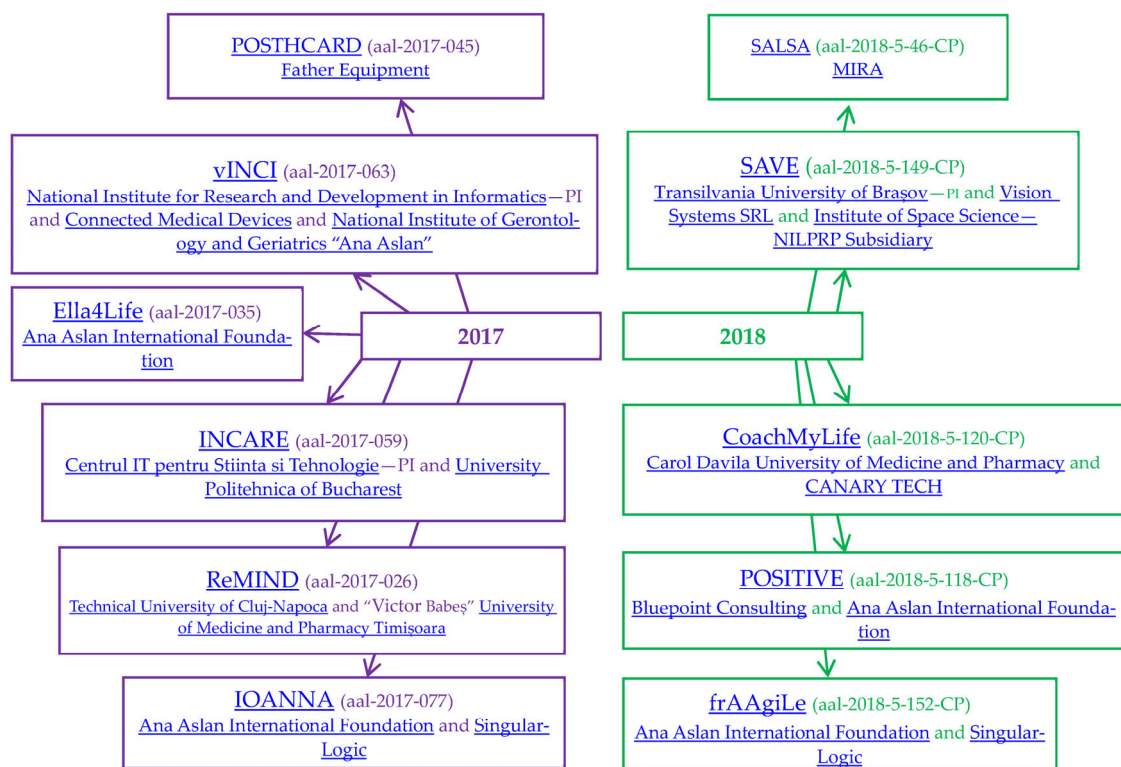 POSTHCARD (aal-2017-045)
Father Equipment
vINCI (aal-2017-063)
National Institute for Research and Development in Informatics—PI
and Connected Medical Devices and National Institute of Gerontol-
ogy and Geriatrics “Ana Aslan”
Ella4Life (aal-2017-035)
Ana Aslan International Founda-
tion
2017
INCARE (aal-2017-059)
Centrul IT pentru Stiinta si Tehnologie—PI and University
Politehnica of Bucharest
ReMIND (aal-2017-026)
Technical University of Cluj-Napoca and “Victor Babeș” University
of Medicine and Pharmacy Timișoara
IOANNA (aal-2017-077)
Ana Aslan International Foundation and Singular-
Logic
SALSA (aal-2018-5-46-CP)
MIRA
SAVE (aal-2018-5-149-CP)
Transilvania University of Brașov—PI and Vision
Systems SRL and Institute of Space Science—
NILPRP Subsidiary
2018
CoachMyLife (aal-2018-5-120-CP)
Carol Davila University of Medicine and Pharmacy and
CANARY TECH
POSITIVE (aal-2018-5-118-CP)
Bluepoint Consulting and Ana Aslan International Founda-
tion
frAAgiLe (aal-2018-5-152-CP)
Ana Aslan International Foundation and Singular-
Logic